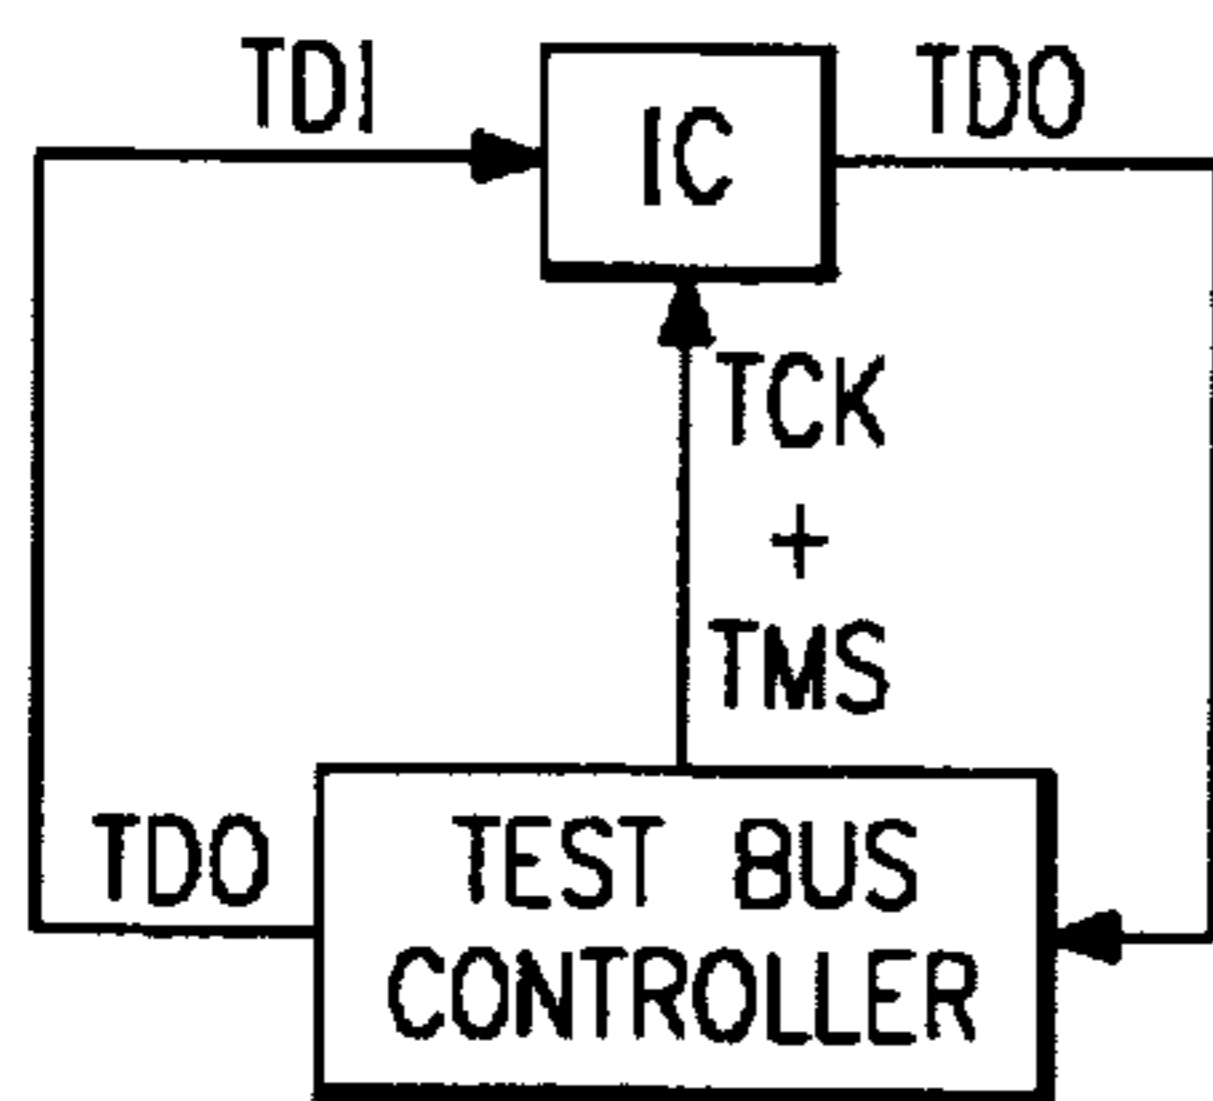 TDI
IC
TDO
TCK
+
TMS
TDO
TEST BUS
CONTROLLER